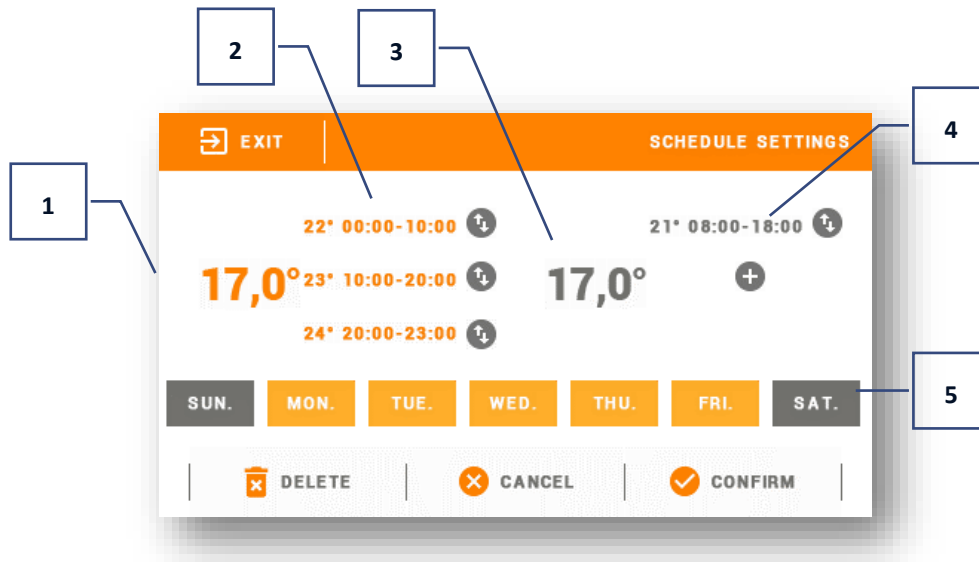 2
3
4
1
5
EXIT
SCHEDULE SETTINGS
22° 00:00-10:00
21° 08:00-18:00
17,0°
23° 10:00-20:00
17,0°
24° 20:00-23:00
SUN. MON. TUE. WED. THU. FRI. SAT.
DELETE CANCEL CONFIRM